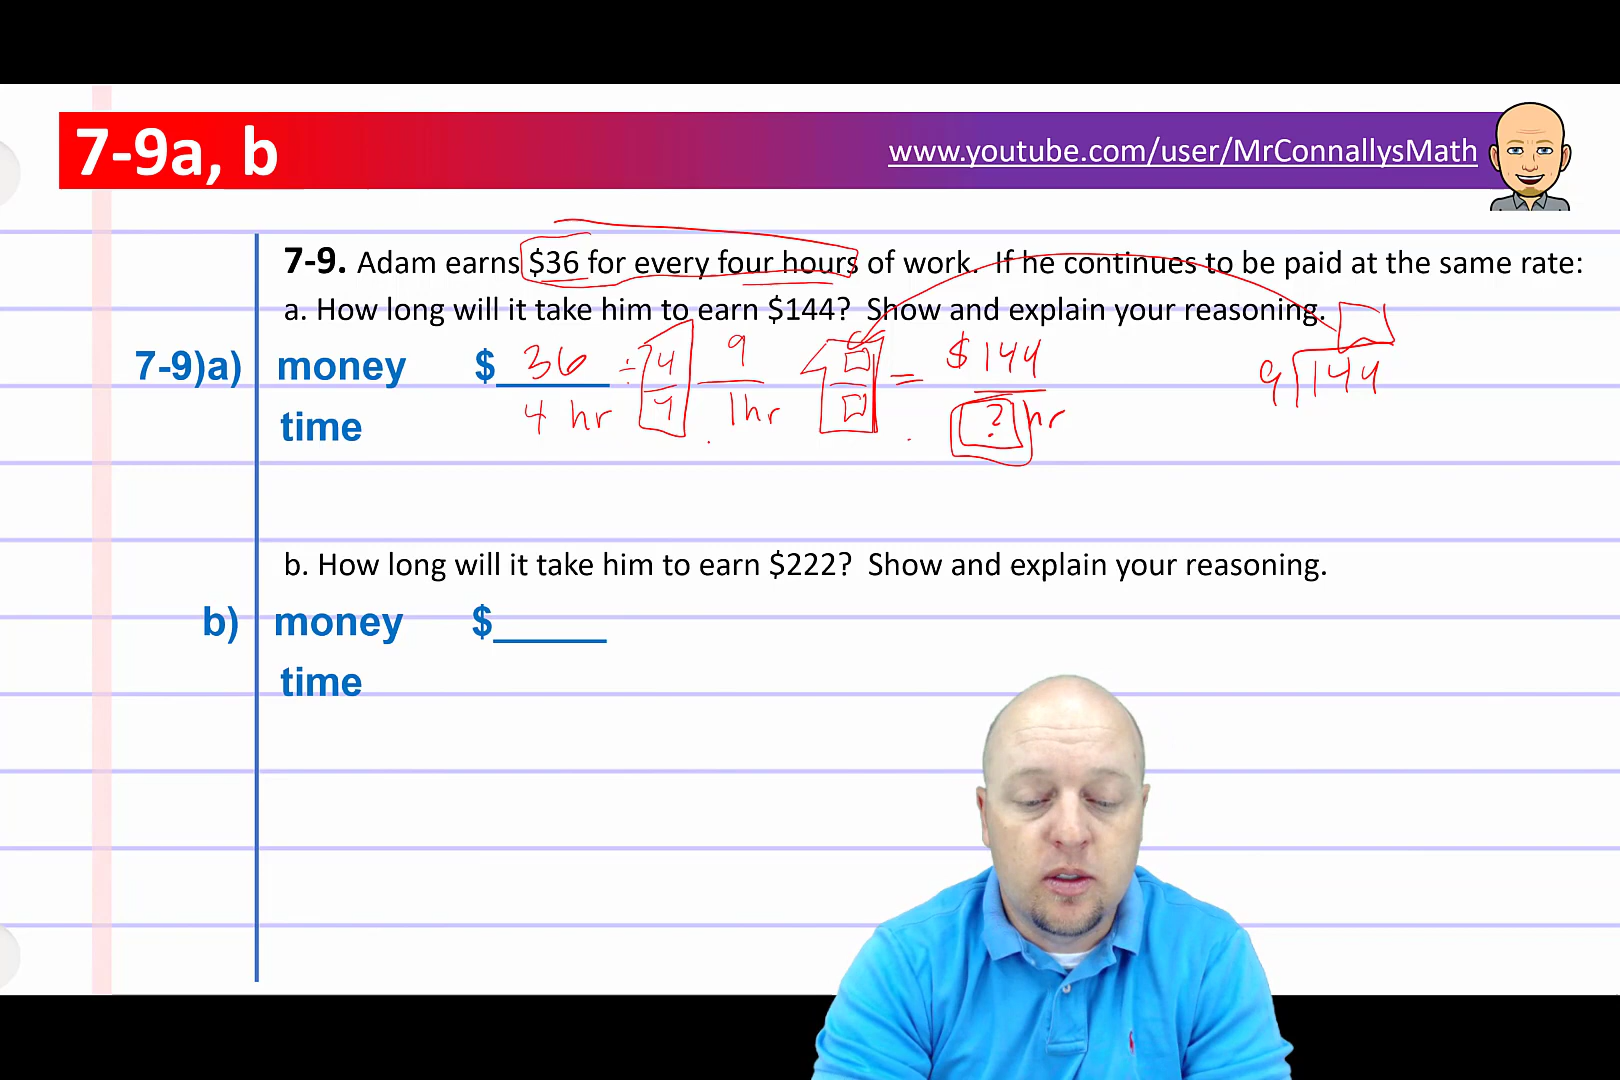 7-9a, b
www.youtube.com/user/MrConnallysMath
7-9. Adam earns $36 for every four hours of work. If he continues to be paid at the same rate:
a. How long will it take him to earn $144? Show and explain your reasoning.
7-9)a) money $ 36 ÷ 4 9 □ = $144 9 144
time 4 hr 4 1hr □ ? hr
b. How long will it take him to earn $222? Show and explain your reasoning.
b) money $_____
time